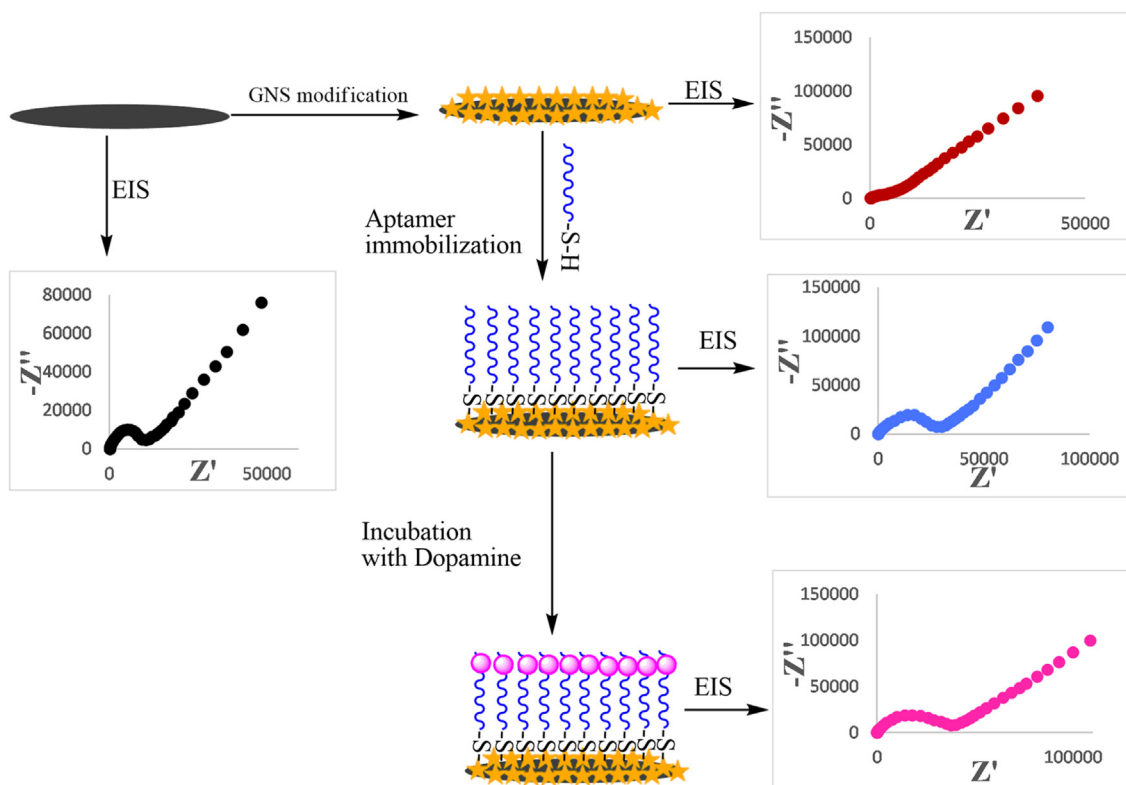 GNS modification
EIS
150000
100000
50000
0
-Z''
0
Z'
50000
EIS
Aptamer
immobilization
S-H
80000
60000
40000
20000
0
-Z''
0
Z'
50000
S S S S S S S S S S
EIS
150000
100000
50000
0
-Z''
0
50000
100000
Z'
Incubation
with Dopamine
S S S S S S S S S
EIS
150000
100000
50000
0
-Z''
0
100000
Z'